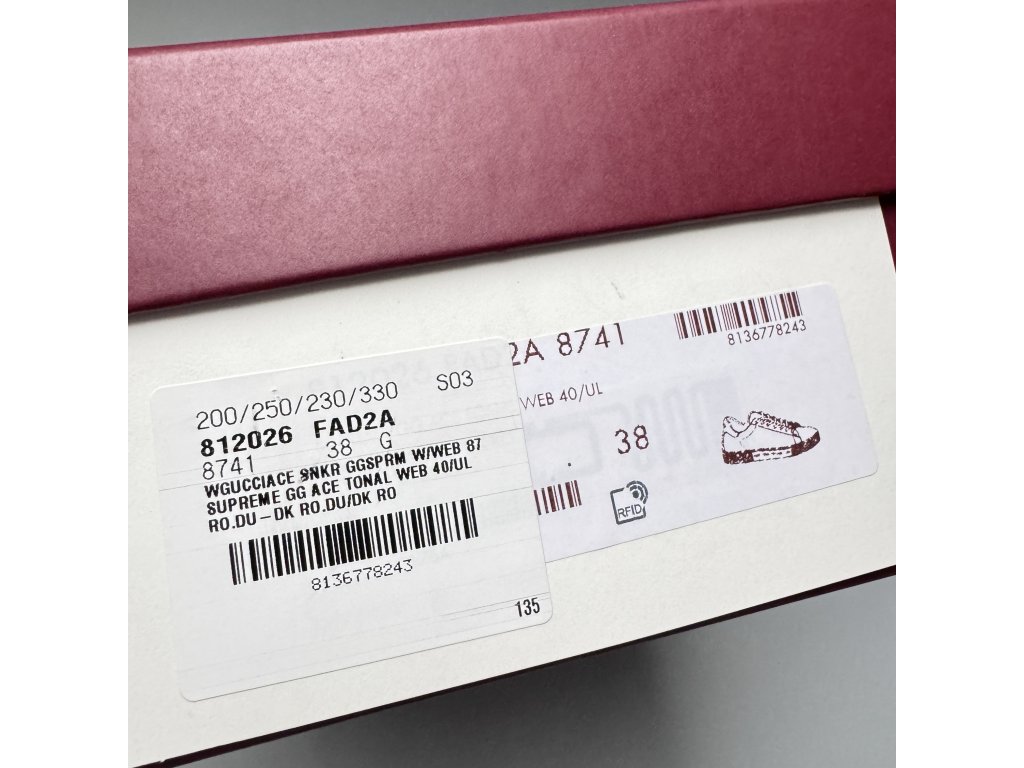 200/250/230/330 S03
812026 FAD2A
8741 38 G
WGUCCIACE SNKR GGSPRM W/WEB 87
SUPREME GG ACE TONAL WEB 40/UL
RO.DU-DK RO.DU/DK RO
8136778243
135
2A 8741
8136778243
WEB 40/UL
38
RFID